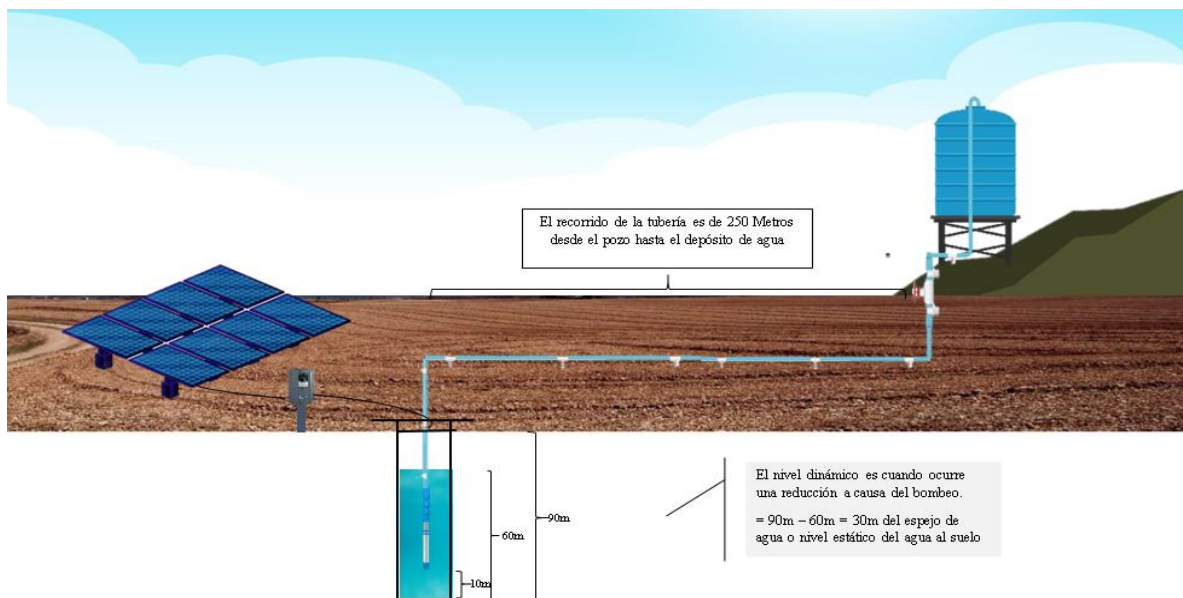 El recorrido de la tubería es de 250 Metros
desde el pozo hasta el depósito de agua
El nivel dinámico es cuando ocurre
una reducción a causa del bombeo.
= 90m – 60m = 30m del espejo de
agua o nivel estático del agua al suelo
90m
60m
10m